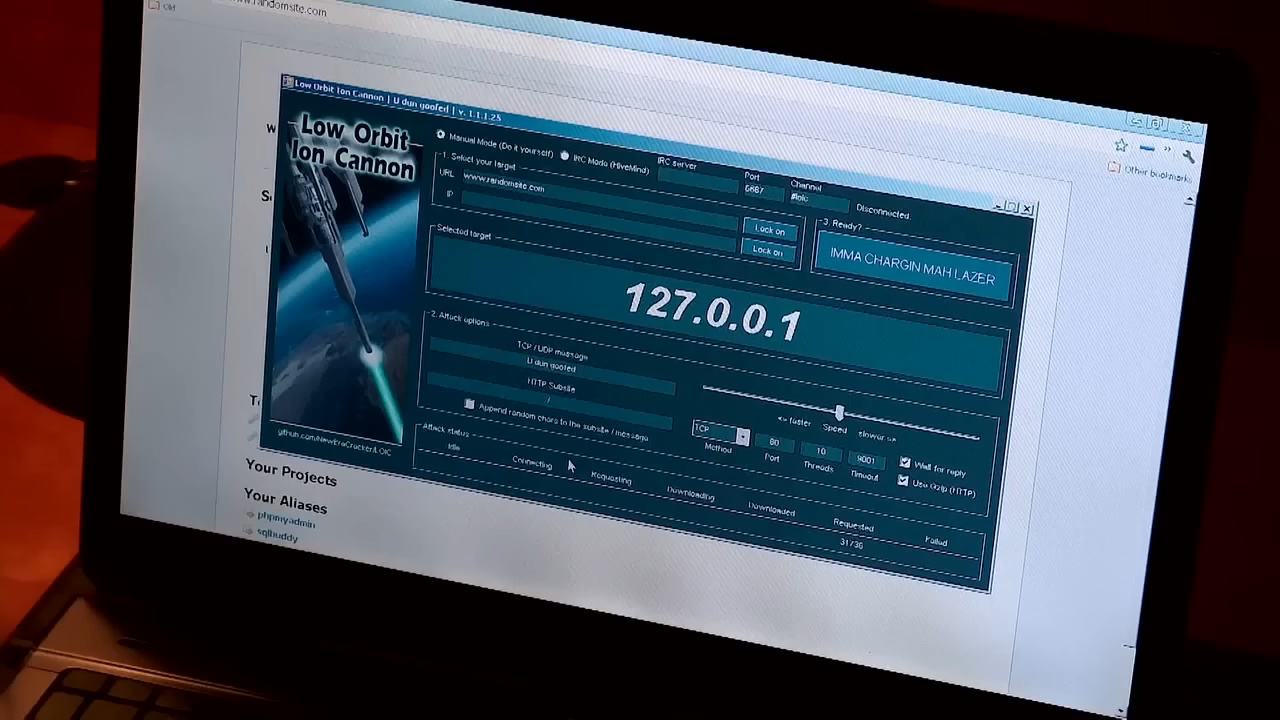 www.randomsite.com
Old
Other bookmarks
Low Orbit Ion Cannon | U dun goofed | v. 1.1.1.25
Low Orbit
Ion Cannon
github.com/NewEraCracker/LOIC
Manual Mode (Do it yourself)
IRC Mode (HiveMind)
IRC server
Port
6667
Channel
#loic
Disconnected.
1. Select your target
URL
www.randomsite.com
Lock on
IP
Lock on
3. Ready?
IMMA CHARGIN MAH LAZER
Selected target
127.0.0.1
2. Attack options
TCP / UDP message
U dun goofed
HTTP Subsite
/
Append random chars to the subsite / message
<= faster
Speed
slower =>
TCP
Method
80
Port
10
Threads
9001
Timeout
Wait for reply
Use Gzip (HTTP)
Attack status
Idle
Connecting
Requesting
Downloading
Downloaded
Requested
31736
Failed
Your Projects
Your Aliases
phpmyadmin
sqlbuddy